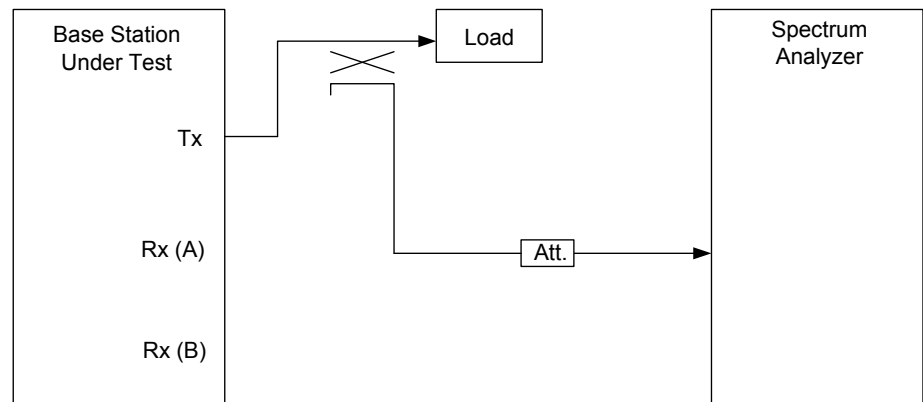 Base Station
Under Test
Tx
Rx (A)
Rx (B)
Load
Att.
Spectrum
Analyzer